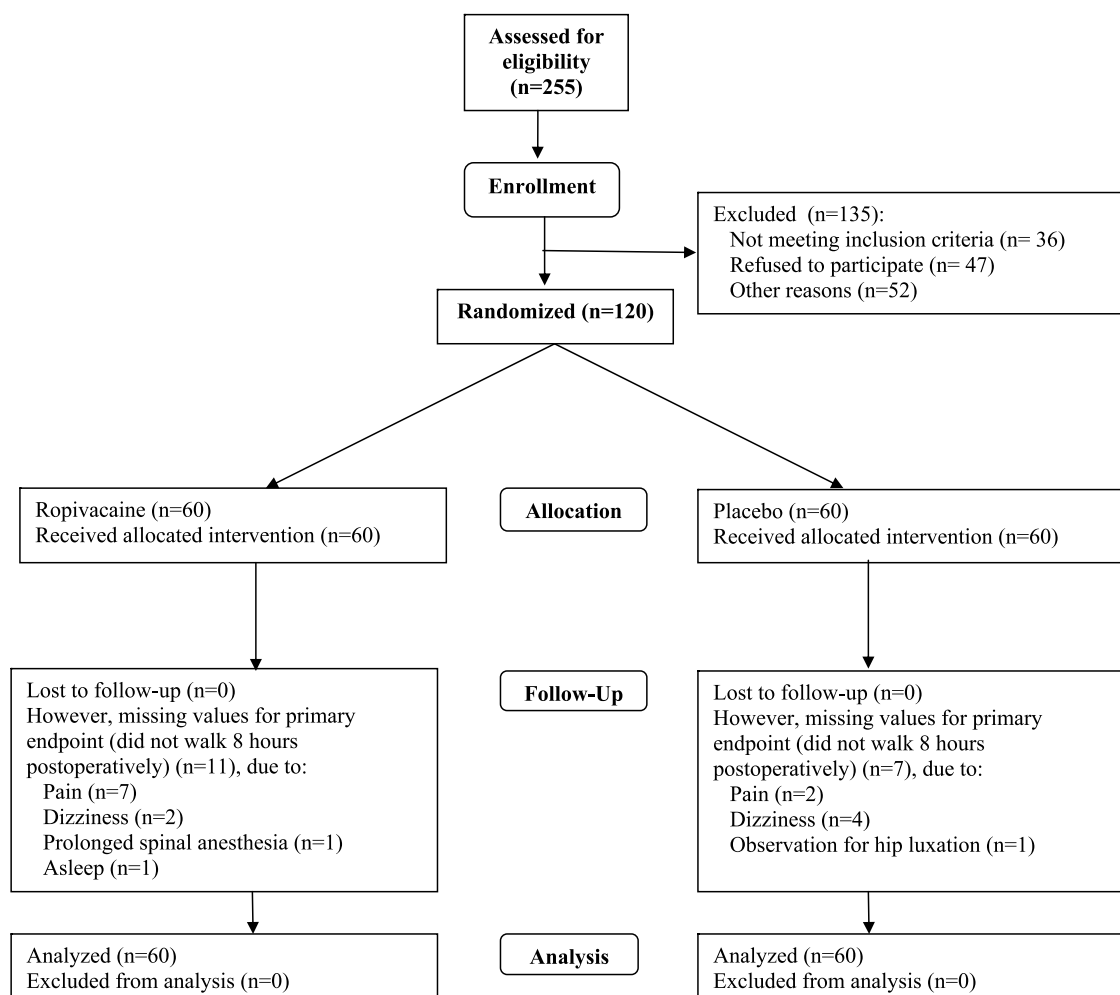 Assessed for
eligibility
(n=255)
Enrollment
Excluded (n=135):
Not meeting inclusion criteria (n= 36)
Refused to participate (n= 47)
Other reasons (n=52)
Randomized (n=120)
Ropivacaine (n=60)
Received allocated intervention (n=60)
Allocation
Placebo (n=60)
Received allocated intervention (n=60)
Lost to follow-up (n=0)
However, missing values for primary
endpoint (did not walk 8 hours
postoperatively) (n=11), due to:
Pain (n=7)
Dizziness (n=2)
Prolonged spinal anesthesia (n=1)
Asleep (n=1)
Follow-Up
Lost to follow-up (n=0)
However, missing values for primary
endpoint (did not walk 8 hours
postoperatively) (n=7), due to:
Pain (n=2)
Dizziness (n=4)
Observation for hip luxation (n=1)
Analyzed (n=60)
Excluded from analysis (n=0)
Analysis
Analyzed (n=60)
Excluded from analysis (n=0)